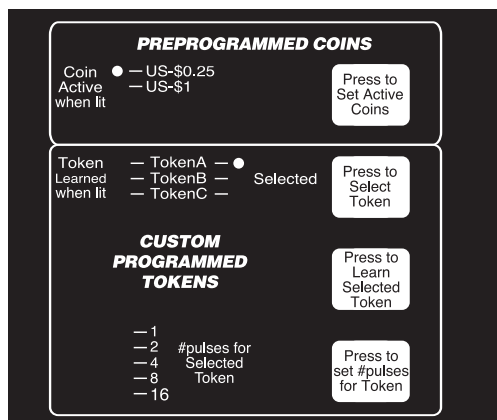 PREPROGRAMMED COINS
Coin
Active
when lit
US-$0.25
US-$1
Press to
Set Active
Coins
Token
Learned
when lit
TokenA
TokenB
TokenC
Selected
Press to
Select
Token
CUSTOM
PROGRAMMED
TOKENS
Press to
Learn
Selected
Token
1
2
4
8
16
#pulses for
Selected
Token
Press to
set #pulses
for Token